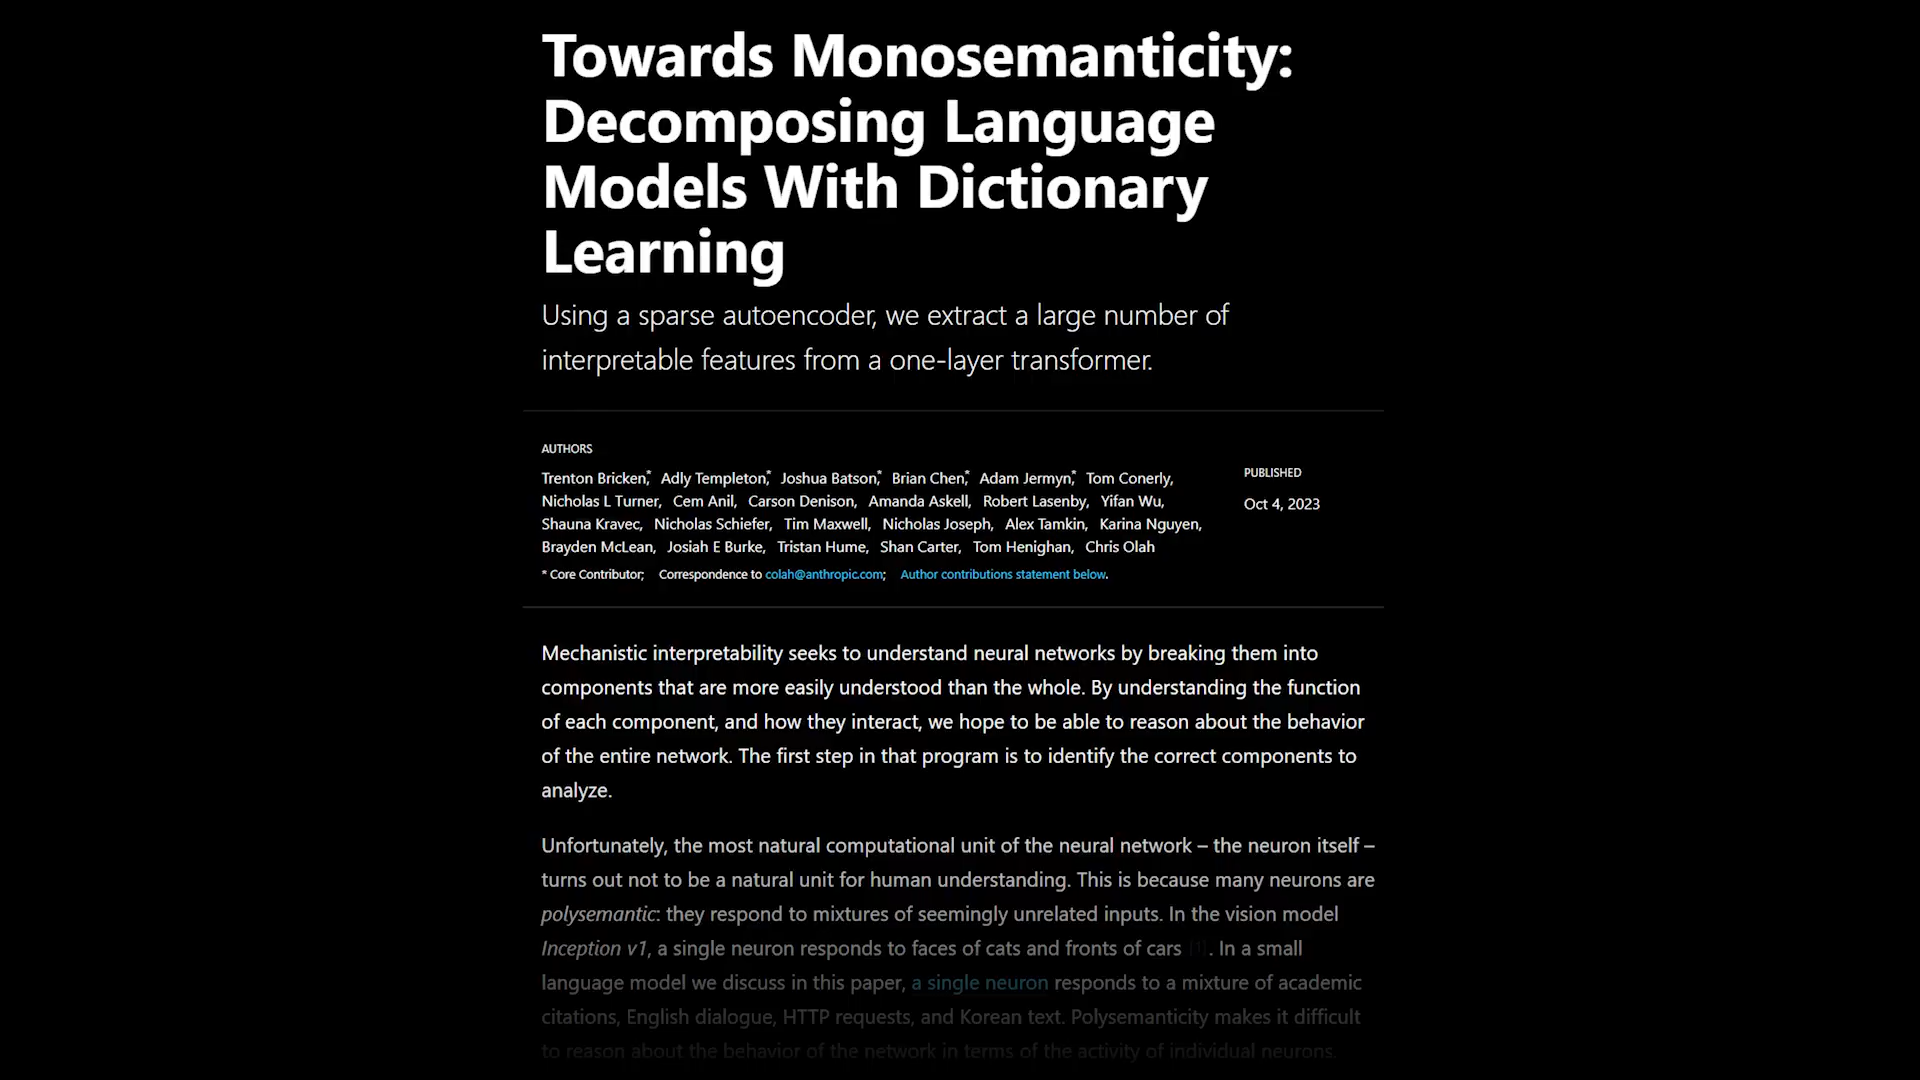 Towards Monosemanticity:
Decomposing Language
Models With Dictionary
Learning
Using a sparse autoencoder, we extract a large number of
interpretable features from a one-layer transformer.
AUTHORS
Trenton Bricken,* Adly Templeton,* Joshua Batson,* Brian Chen,* Adam Jermyn,* Tom Conerly,
Nicholas L Turner, Cem Anil, Carson Denison, Amanda Askell, Robert Lasenby, Yifan Wu,
Shauna Kravec, Nicholas Schiefer, Tim Maxwell, Nicholas Joseph, Alex Tamkin, Karina Nguyen,
Brayden McLean, Josiah E Burke, Tristan Hume, Shan Carter, Tom Henighan, Chris Olah
* Core Contributor; Correspondence to colah@anthropic.com; Author contributions statement below.
PUBLISHED
Oct 4, 2023
Mechanistic interpretability seeks to understand neural networks by breaking them into
components that are more easily understood than the whole. By understanding the function
of each component, and how they interact, we hope to be able to reason about the behavior
of the entire network. The first step in that program is to identify the correct components to
analyze.
Unfortunately, the most natural computational unit of the neural network – the neuron itself –
turns out not to be a natural unit for human understanding. This is because many neurons are
polysemantic: they respond to mixtures of seemingly unrelated inputs. In the vision model
Inception v1, a single neuron responds to faces of cats and fronts of cars [1]. In a small
language model we discuss in this paper, a single neuron responds to a mixture of academic
citations, English dialogue, HTTP requests, and Korean text. Polysemanticity makes it difficult
to reason about the behavior of the network in terms of the activity of individual neurons.